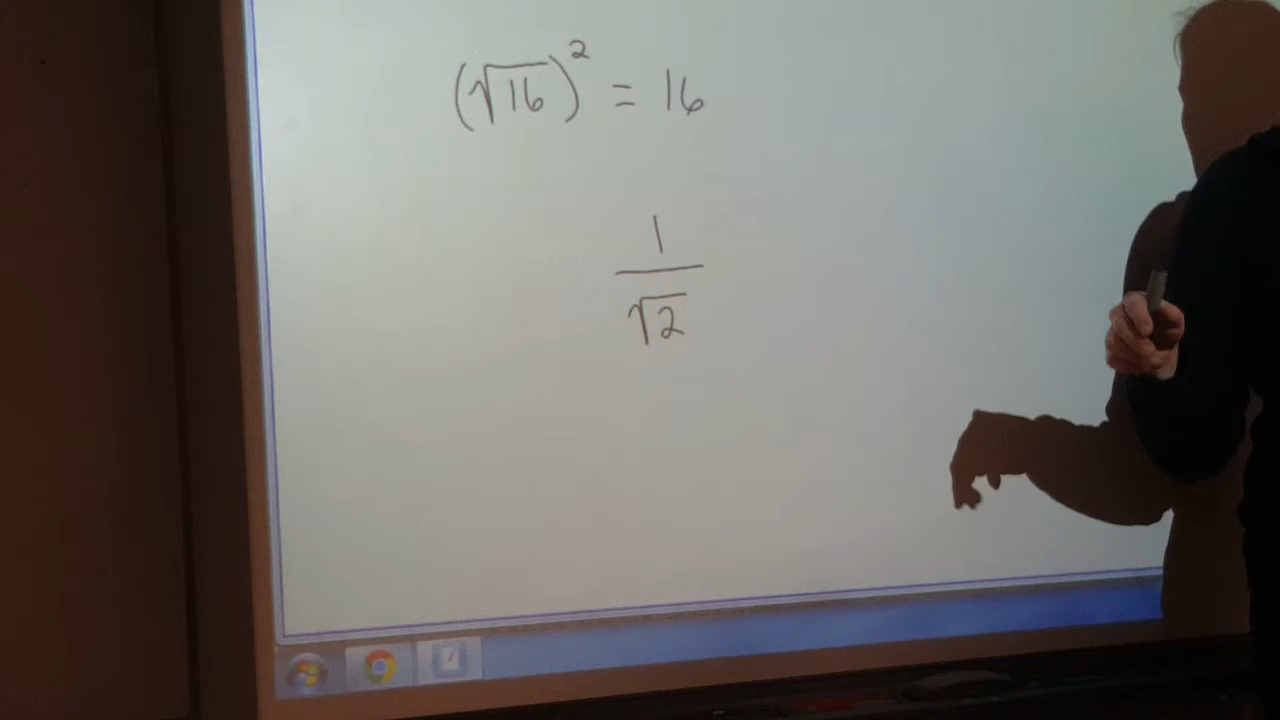 (√16)² = 16
1
√2